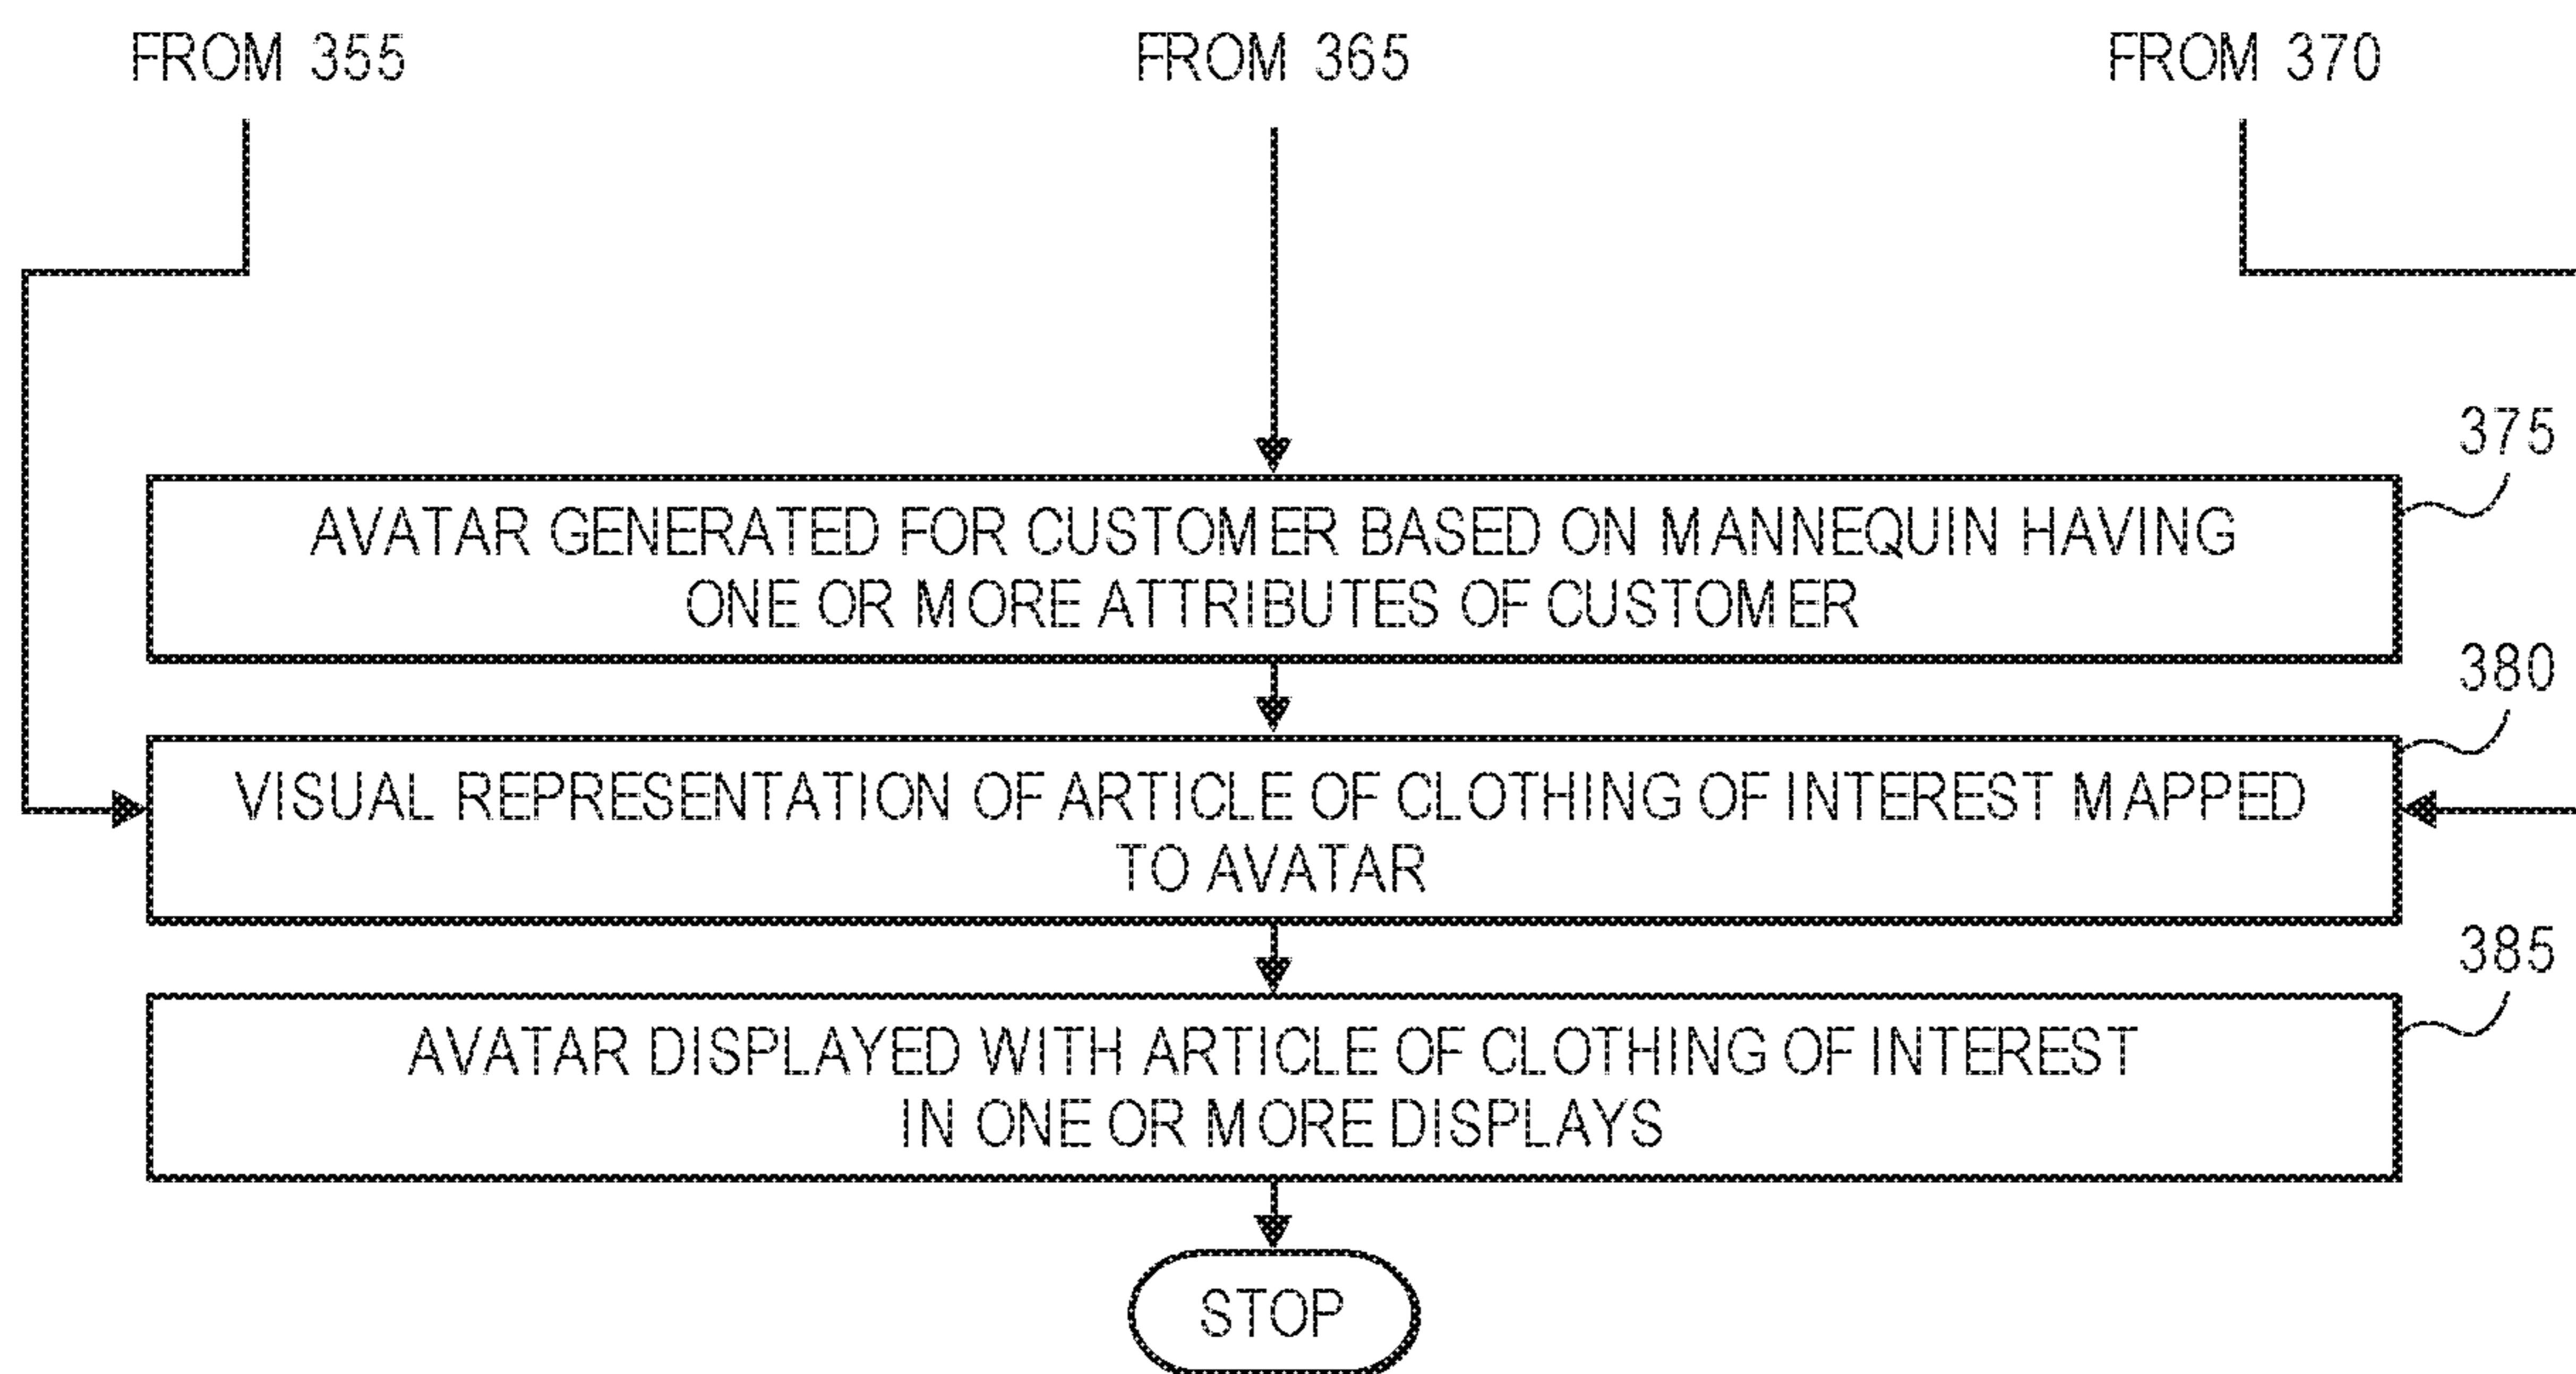 FROM 355
FROM 365
FROM 370
375
AVATAR GENERATED FOR CUSTOMER BASED ON MANNEQUIN HAVING
ONE OR MORE ATTRIBUTES OF CUSTOMER
380
VISUAL REPRESENTATION OF ARTICLE OF CLOTHING OF INTEREST MAPPED
TO AVATAR
385
AVATAR DISPLAYED WITH ARTICLE OF CLOTHING OF INTEREST
IN ONE OR MORE DISPLAYS
STOP